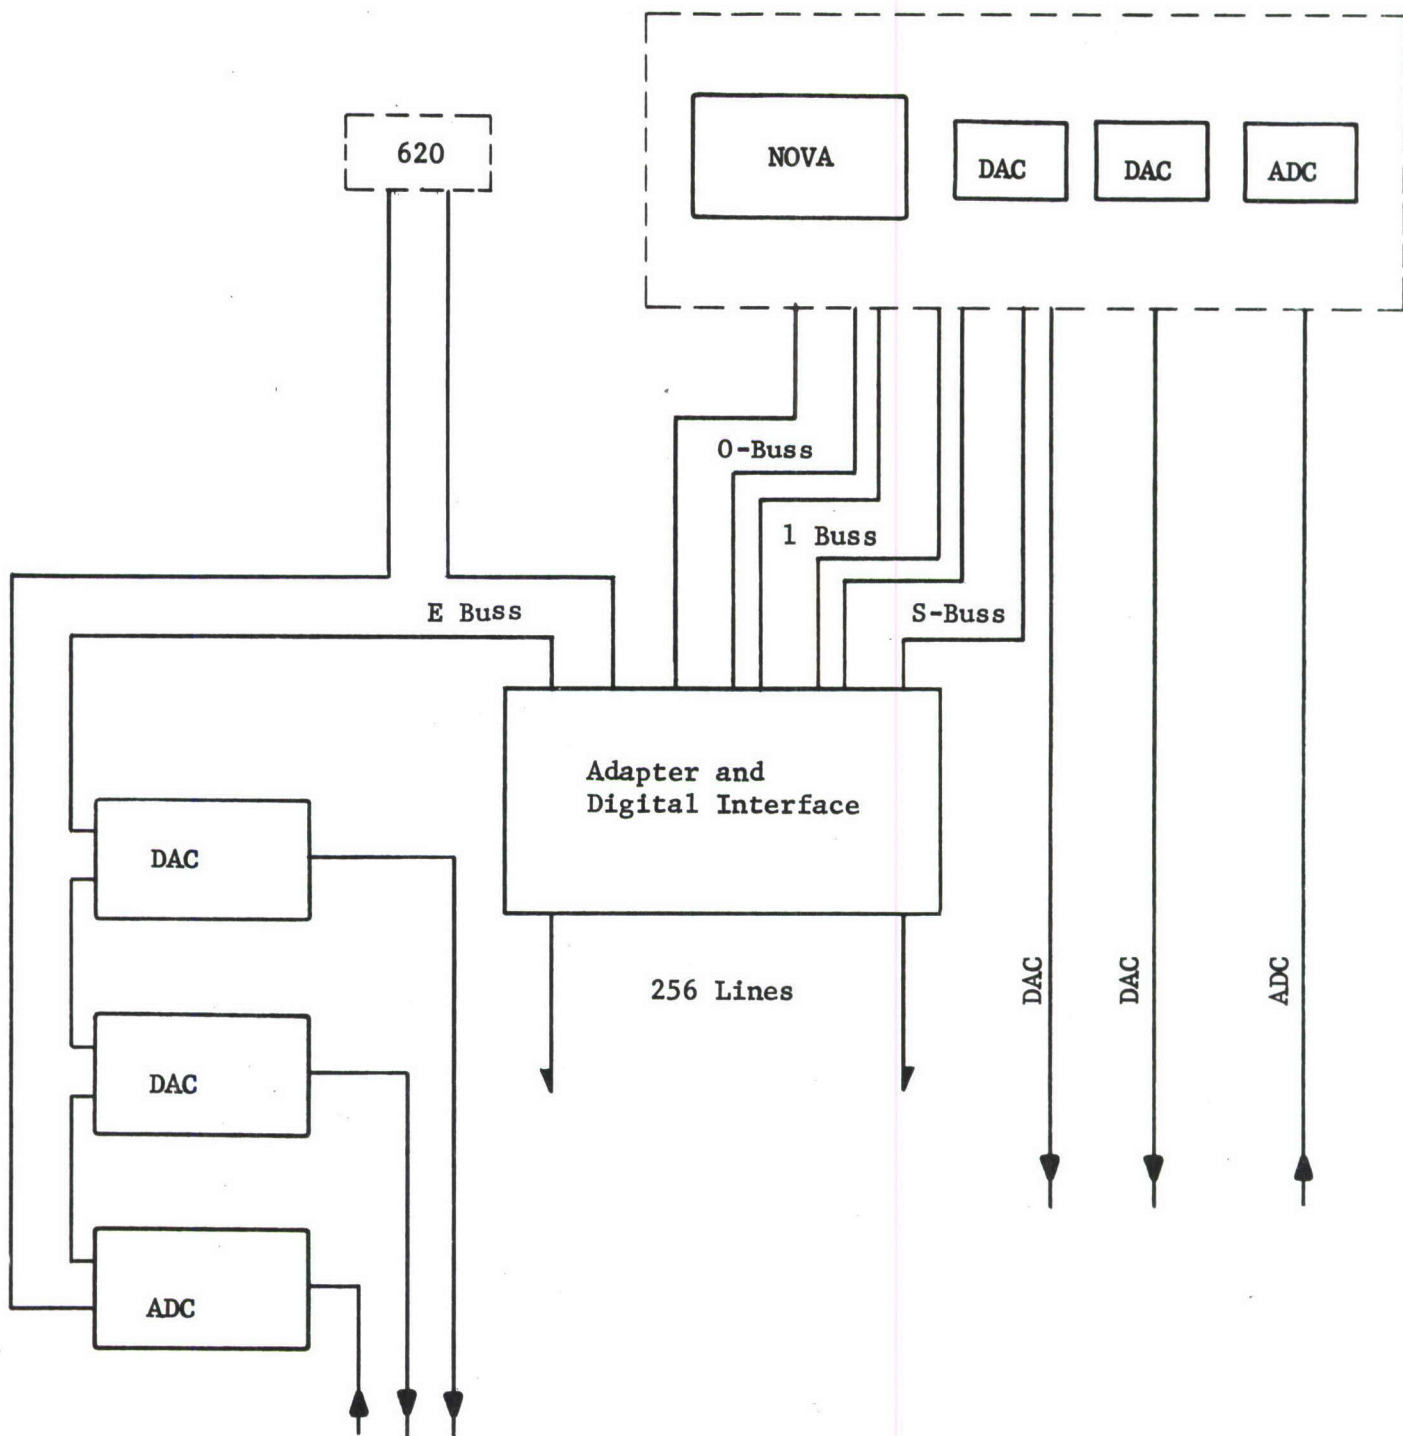 620
NOVA
DAC
DAC
ADC
O-Buss
1 Buss
E Buss
S-Buss
Adapter and
Digital Interface
DAC
256 Lines
DAC
DAC
ADC
DAC
ADC